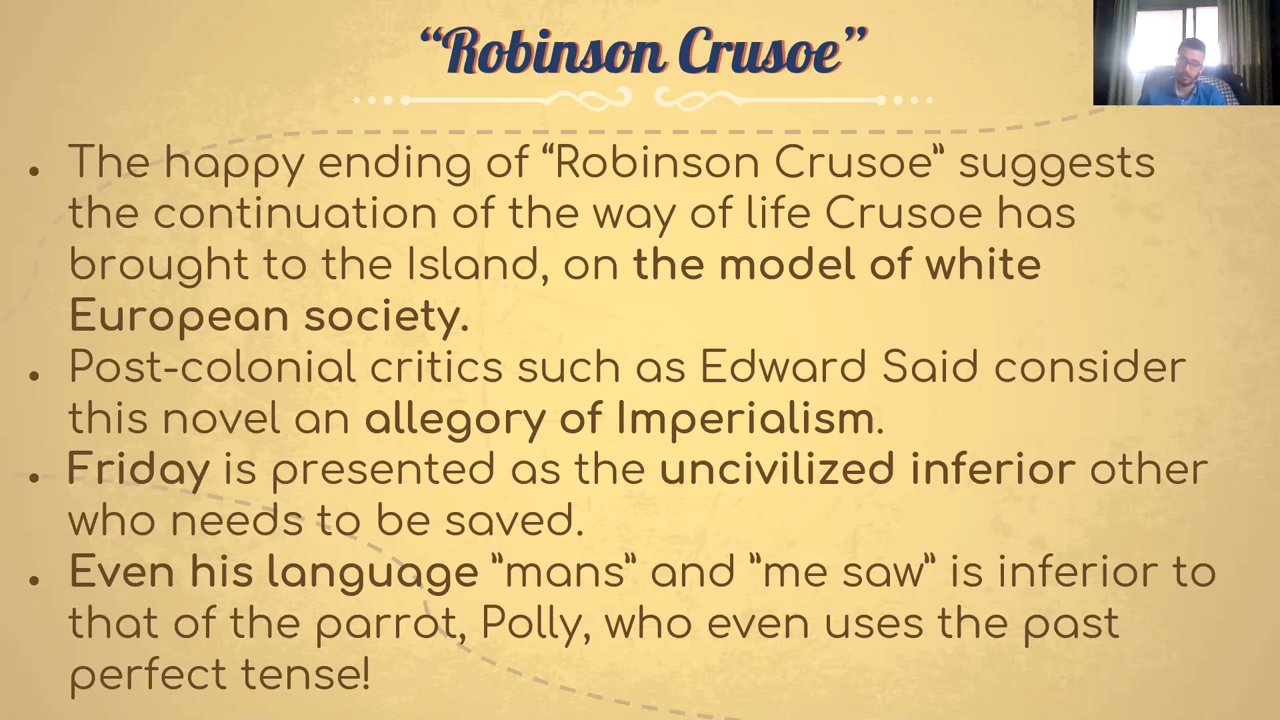 “Robinson Crusoe”
• The happy ending of “Robinson Crusoe” suggests
the continuation of the way of life Crusoe has
brought to the Island, on the model of white
European society.
• Post-colonial critics such as Edward Said consider
this novel an allegory of Imperialism.
• Friday is presented as the uncivilized inferior other
who needs to be saved.
• Even his language ”mans” and ”me saw” is inferior to
that of the parrot, Polly, who even uses the past
perfect tense!